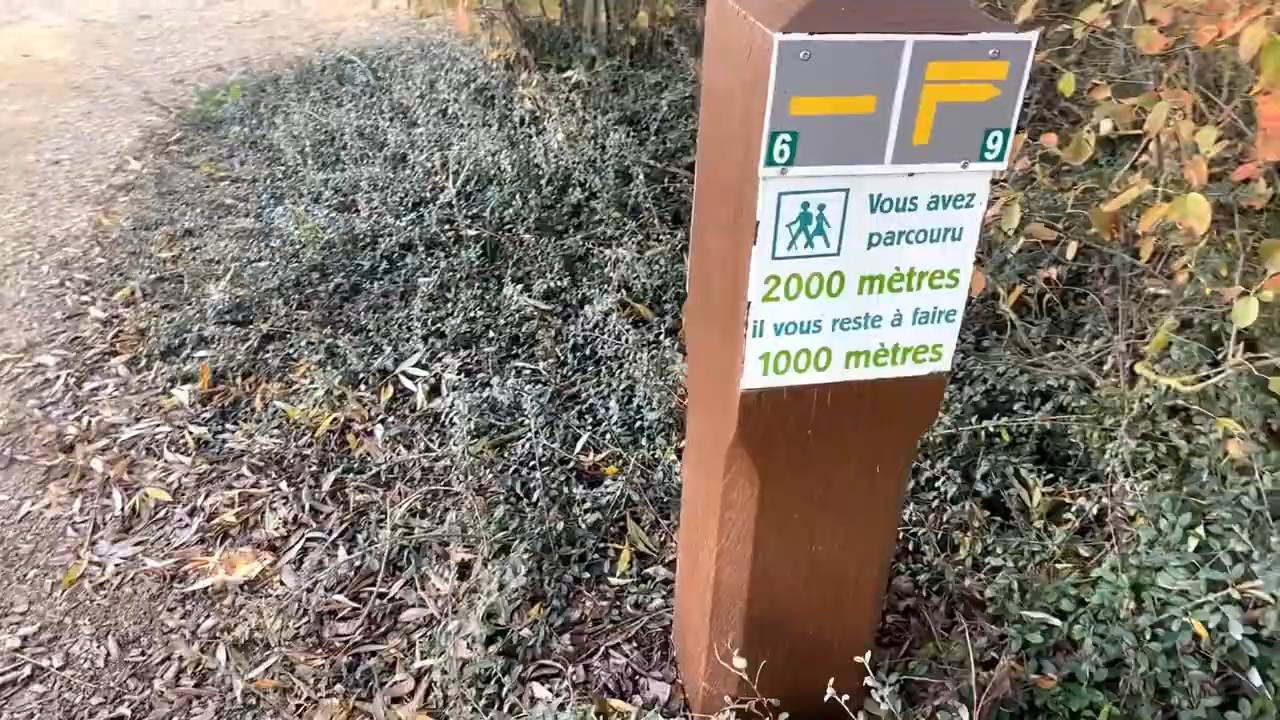 6 9
Vous avez
parcouru
2000 mètres
il vous reste à faire
1000 mètres